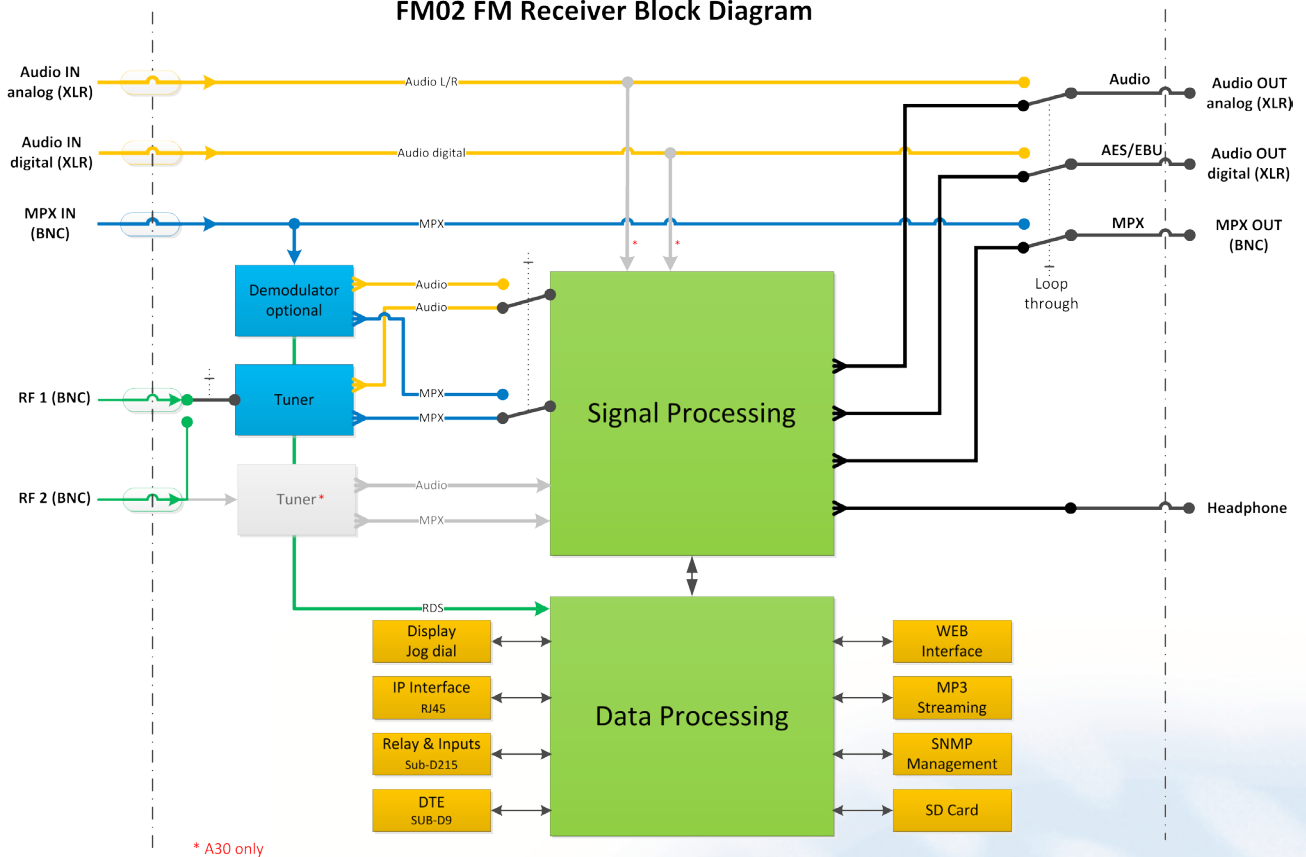 FM02 FM Receiver Block Diagram
Audio IN
analog (XLR)
Audio L/R
Audio
Audio OUT
analog (XLR)
Audio IN
digital (XLR)
Audio digital
AES/EBU
Audio OUT
digital (XLR)
MPX IN
(BNC)
MPX
MPX
MPX OUT
(BNC)
*
*
Loop
through
Demodulator
optional
Audio
Audio
RF 1 (BNC)
Tuner
MPX
MPX
Signal Processing
RF 2 (BNC)
Tuner *
Audio
MPX
Headphone
RDS
Display
Jog dial
IP Interface
RJ45
Relay & Inputs
Sub-D215
DTE
SUB-D9
Data Processing
WEB
Interface
MP3
Streaming
SNMP
Management
SD Card
* A30 only